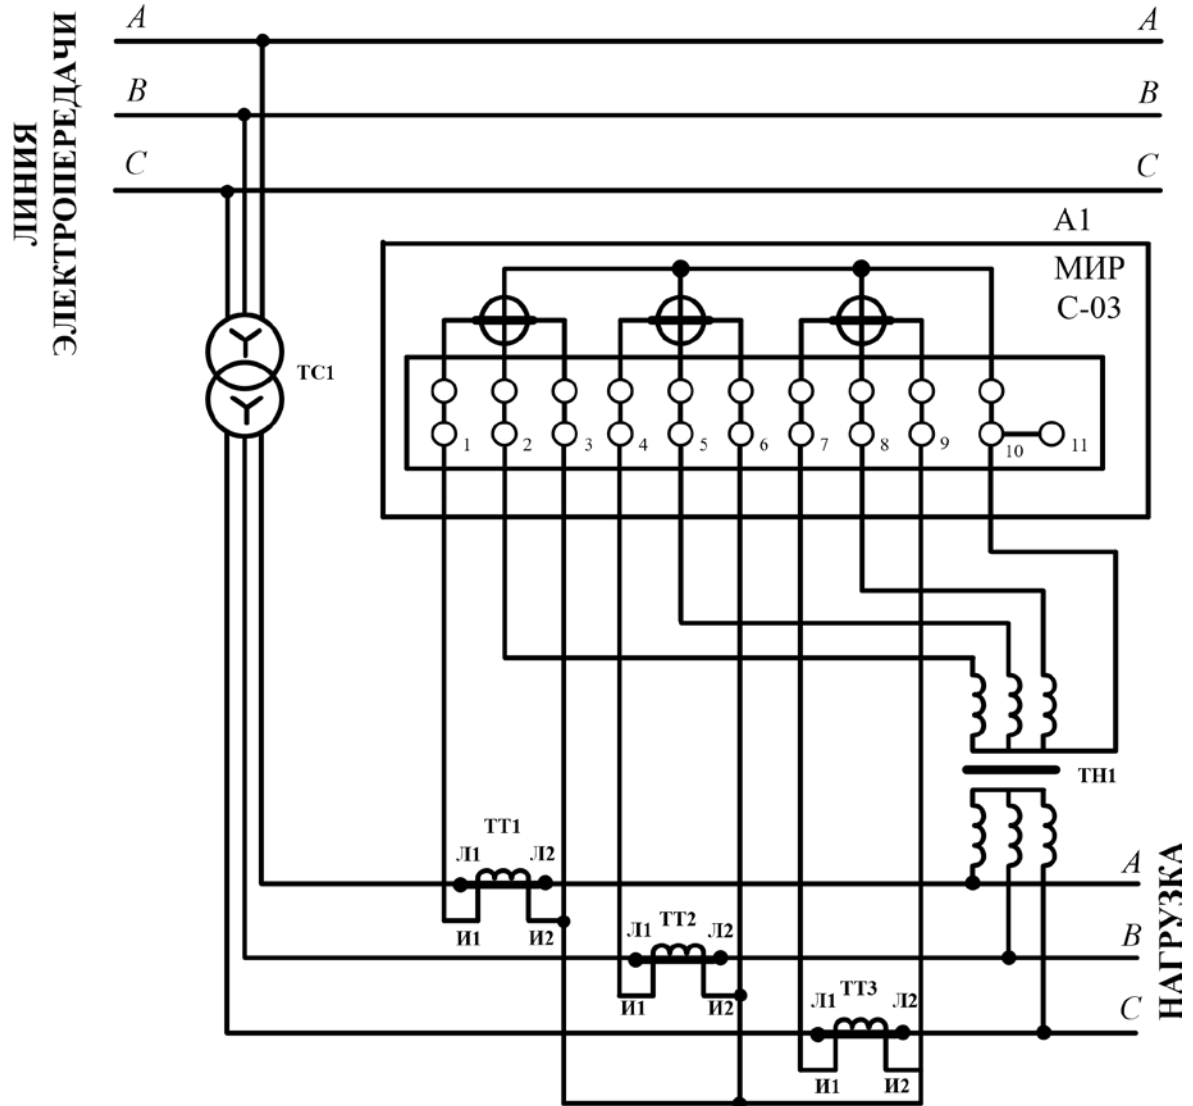 A
A
B
B
C
C
ЛИНИЯ
ЭЛЕКТРОПЕРЕДАЧИ
А1
МИР
С-03
ТС1
1
2
3
4
5
6
7
8
9
10
11
ТН1
ТТ1
Л1
Л2
A
И1
И2
ТТ2
Л1
Л2
B
И1
И2
ТТ3
Л1
Л2
C
И1
И2
НАГРУЗКА